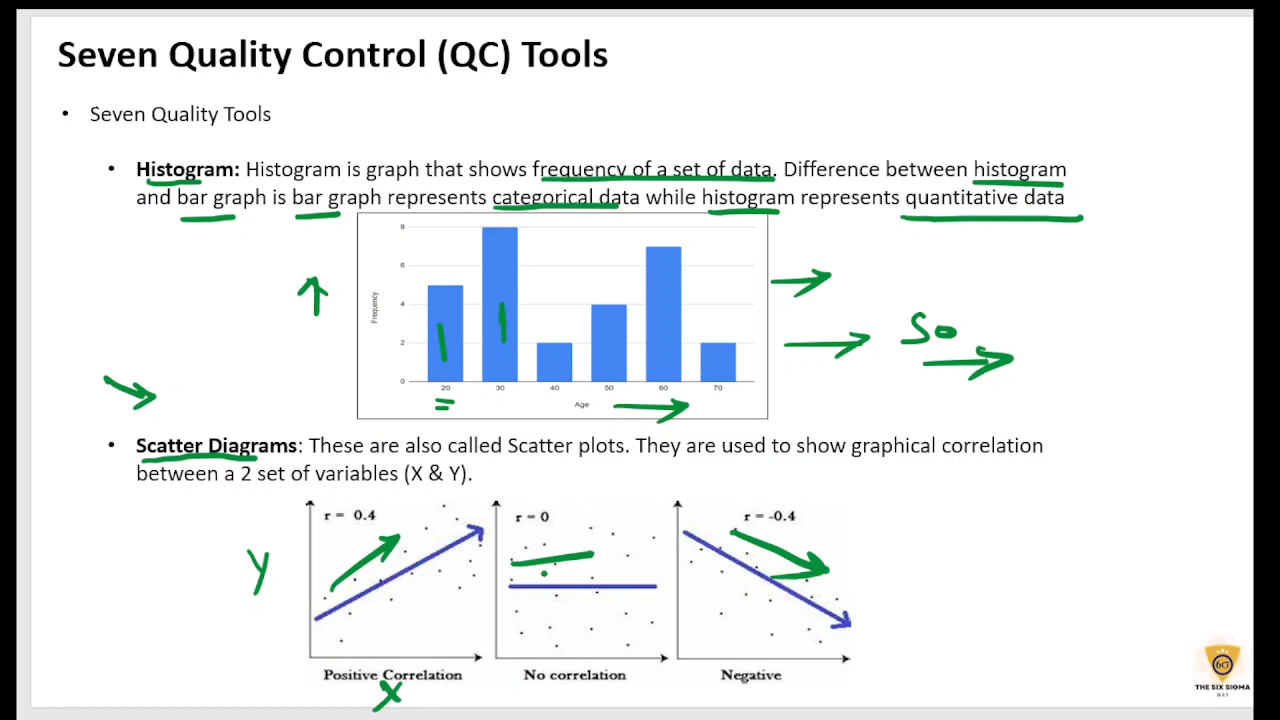 Seven Quality Control (QC) Tools
• Seven Quality Tools
• Histogram: Histogram is graph that shows frequency of a set of data. Difference between histogram
and bar graph is bar graph represents categorical data while histogram represents quantitative data
8
6
4
2
0
Frequency
20 30 40 50 60 70
Age
So
• Scatter Diagrams: These are also called Scatter plots. They are used to show graphical correlation
between a 2 set of variables (X & Y).
r = 0.4 r = 0 r = -0.4
Y
Positive Correlation No correlation Negative
X
6σ
THE SIX SIGMA
WAY